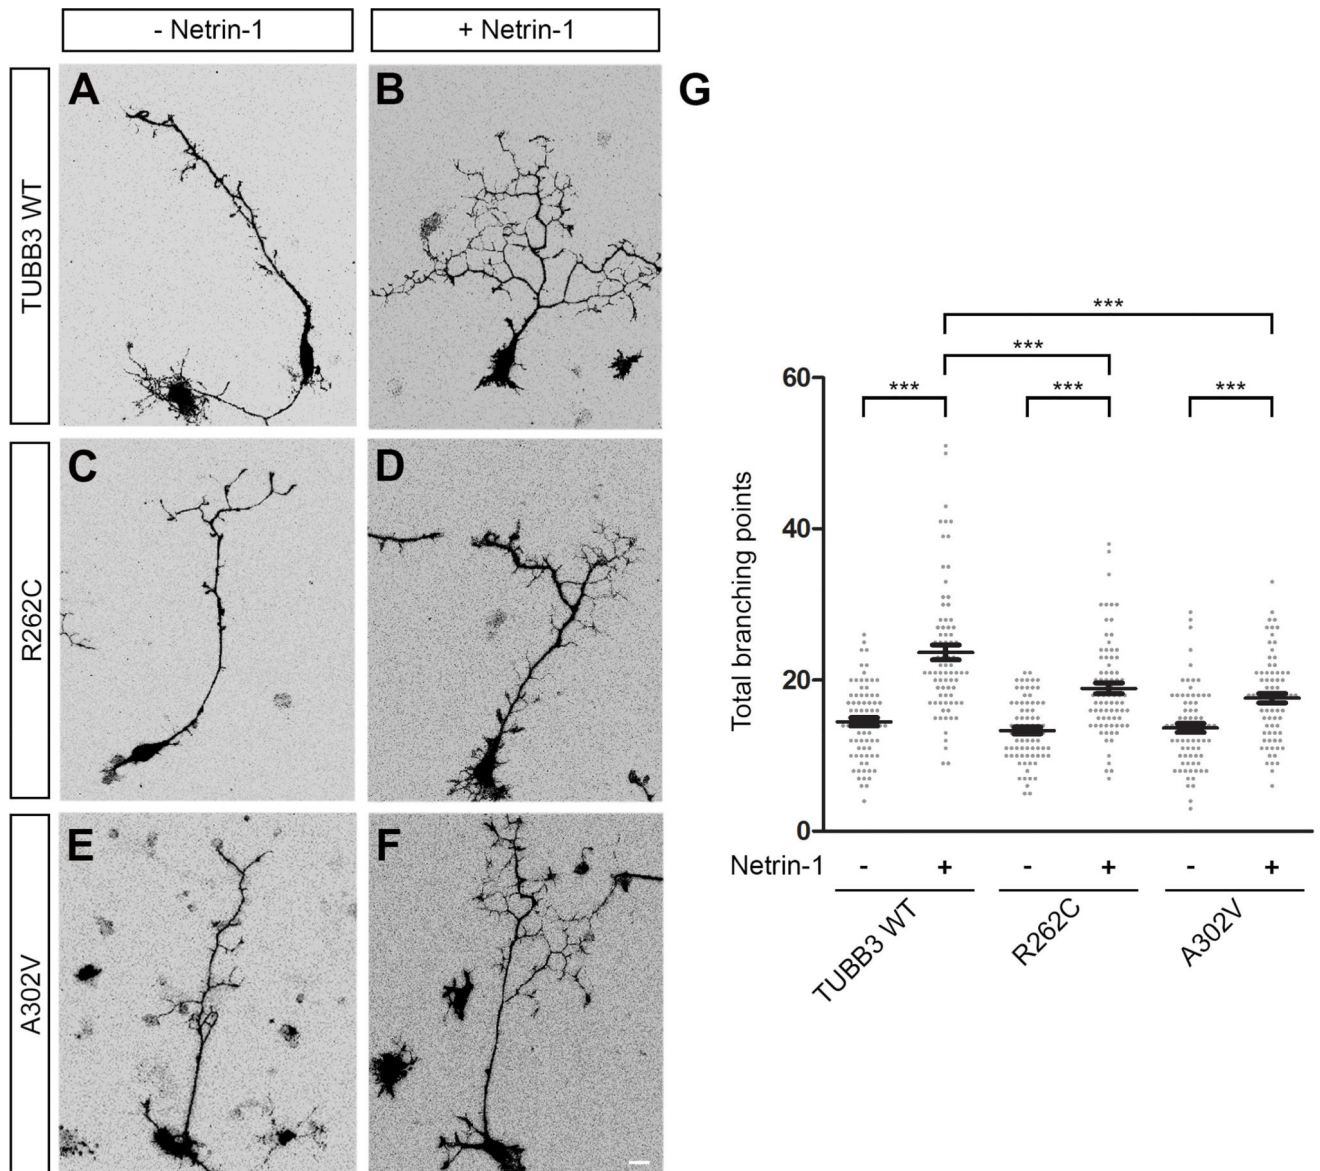 - Netrin-1
+ Netrin-1
TUBB3 WT
R262C
A302V
A
B
C
D
E
F
G
***
***
*** *** ***
Total branching points
60
40
20
0
Netrin-1 - + - + - +
TUBB3 WT
R262C
A302V